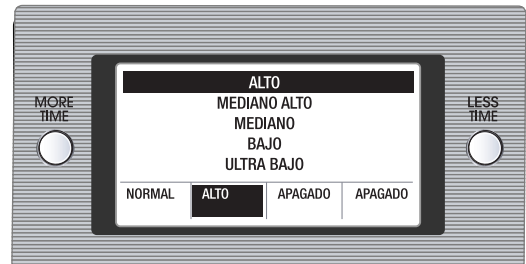 ALTO
MEDIANO ALTO
MORE TIME
MEDIANO
LESS TIME
BAJO
ULTRA BAJO
NORMAL ALTO APAGADO APAGADO